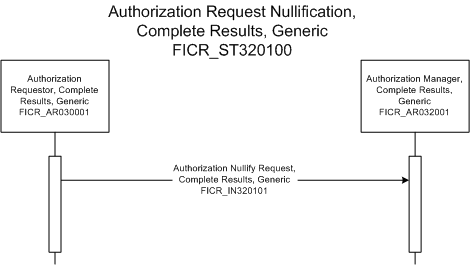 Authorization Request Nullification,
Complete Results, Generic
FICR_ST320100
Authorization
Requestor, Complete
Results, Generic
FICR_AR030001
Authorization Manager,
Complete Results,
Generic
FICR_AR032001
Authorization Nullify Request,
Complete Results, Generic
FICR_IN320101